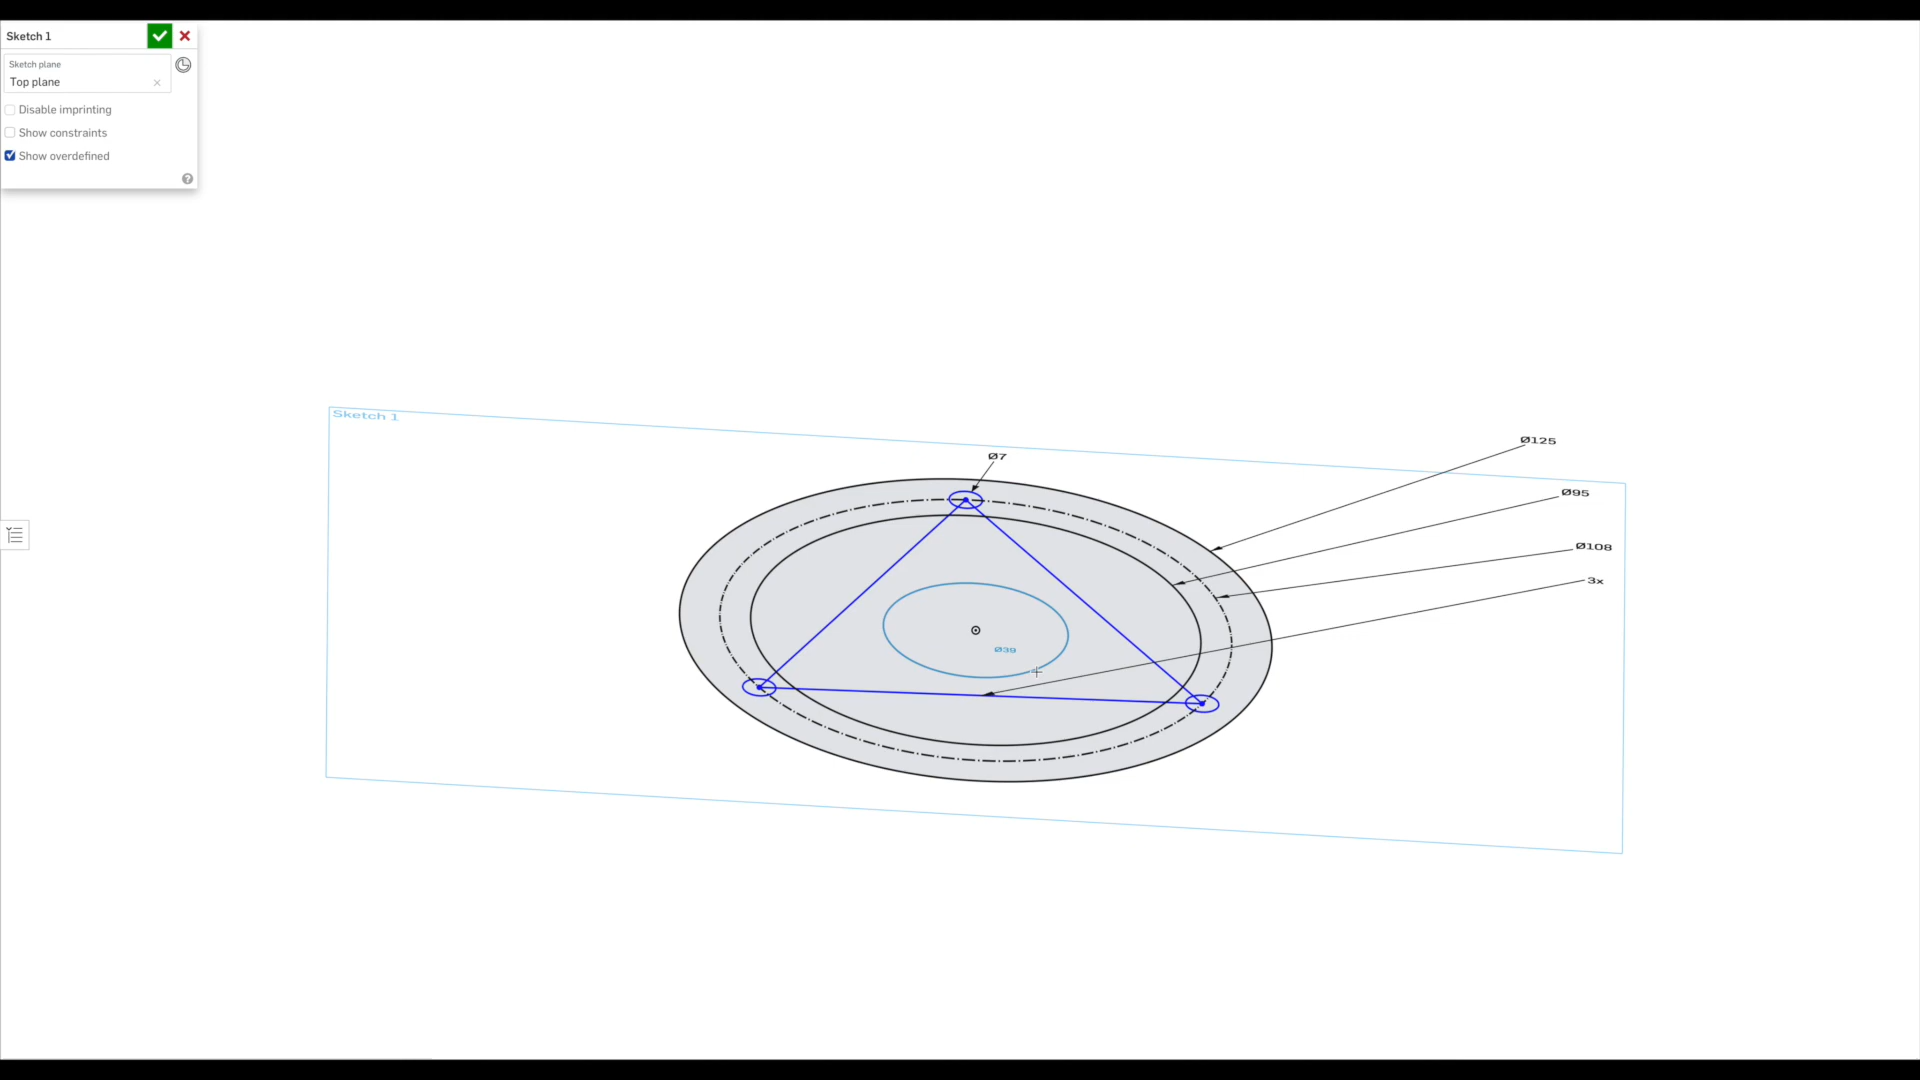 Sketch 1
Sketch plane
Top plane
Disable imprinting
Show constraints
Show overdefined
Sketch 1
Ø7
Ø125
Ø95
Ø108
3x
Ø39